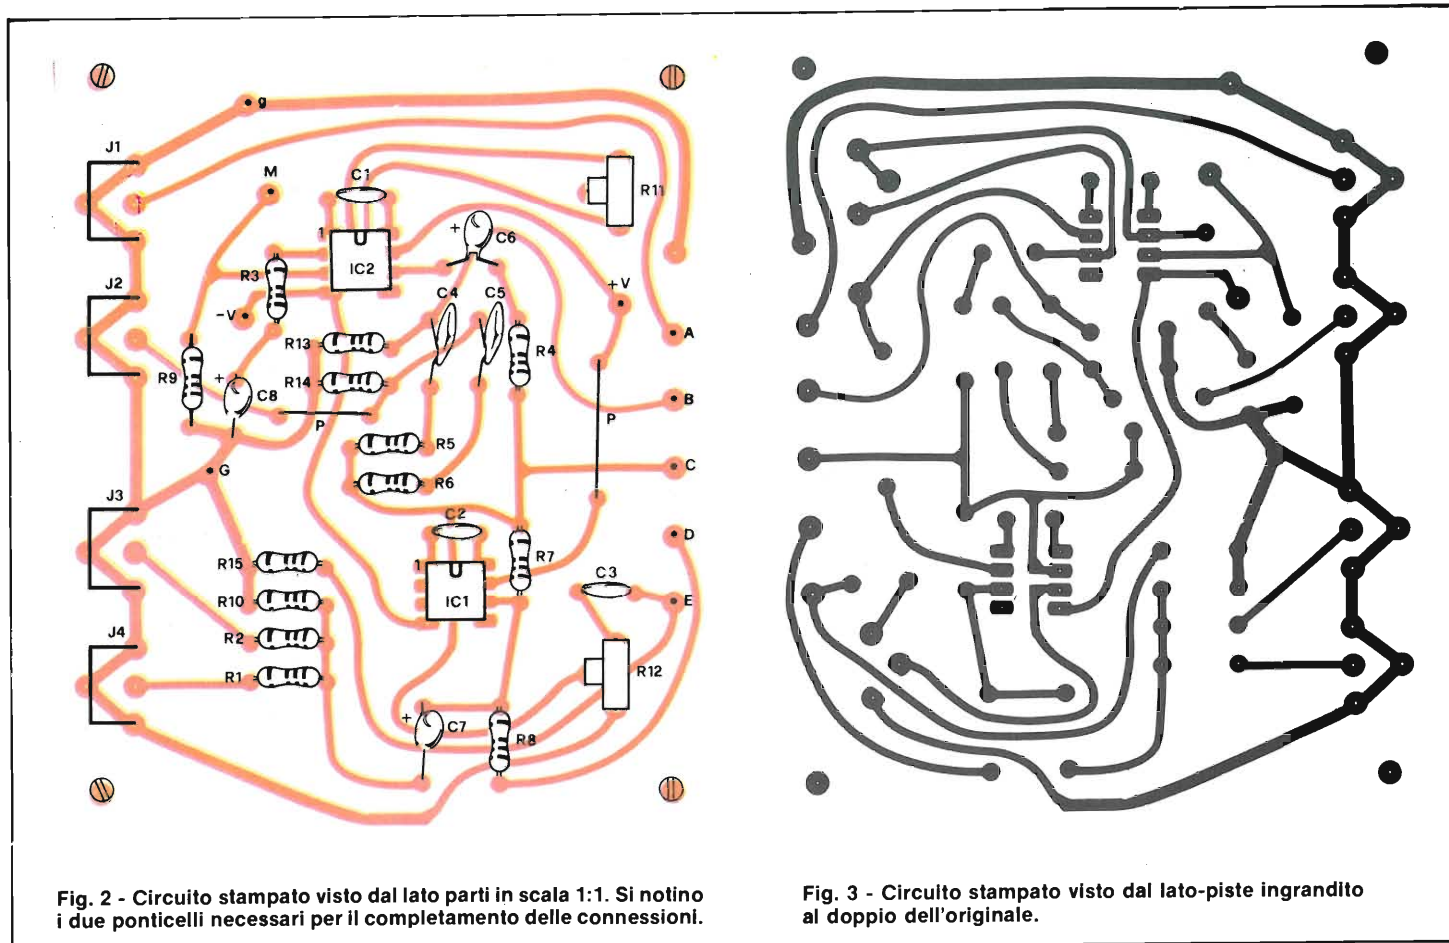 g
J1
M
C1
R11
1
+
C6
R3
IC2
J2
C4
C5
+V
-V
A
R13
R4
R9
+
C8
R14
B
P
P
R5
G
C
R6
J3
C2
D
R15
1
R7
C3
R10
IC1
E
J4
R2
R1
R12
+
C7
R8
Fig. 2 - Circuito stampato visto dal lato parti in scala 1:1. Si notino
i due ponticelli necessari per il completamento delle connessioni.
Fig. 3 - Circuito stampato visto dal lato-piste ingrandito
al doppio dell'originale.